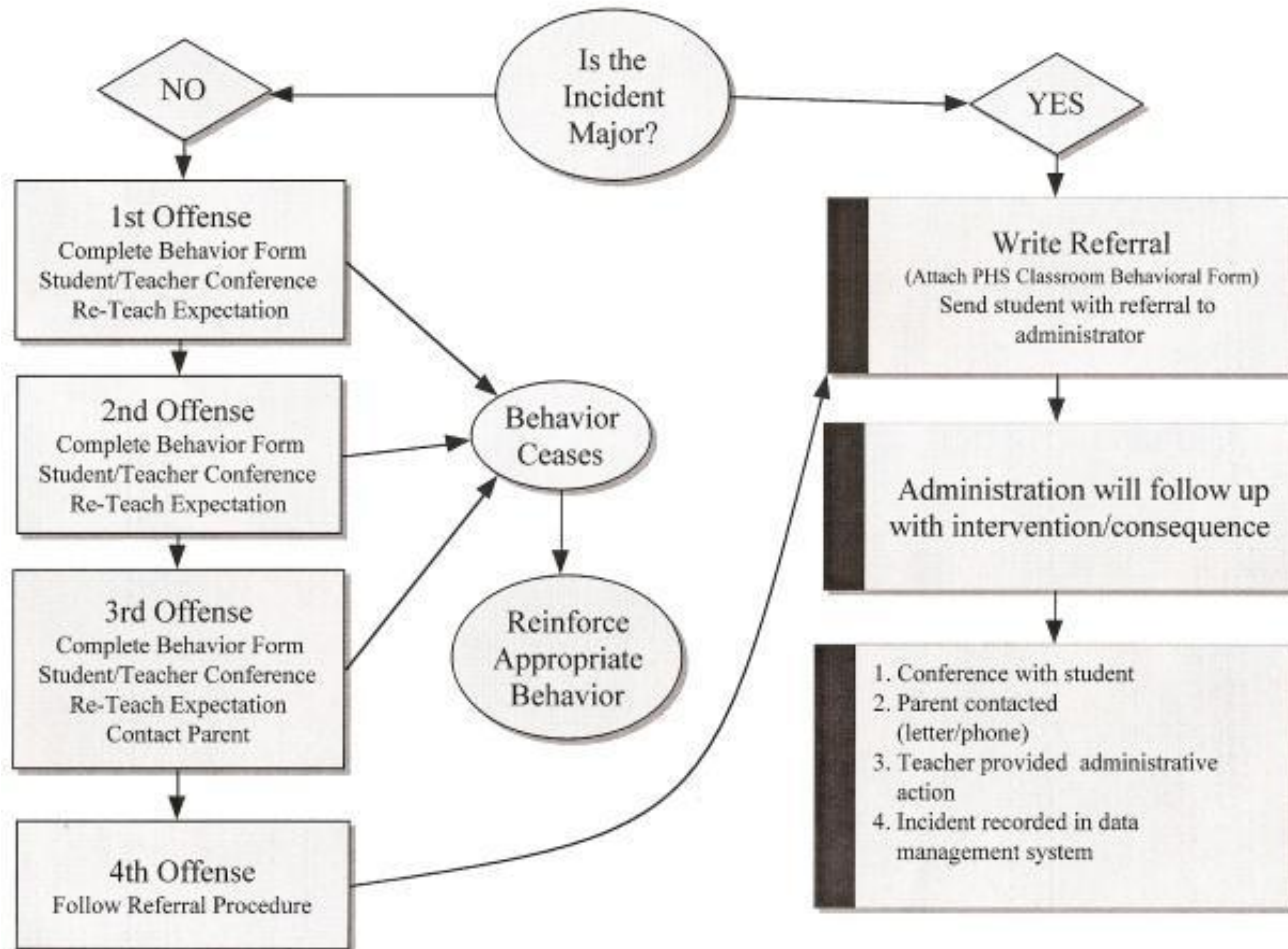 Is the
Incident
Major?
NO
YES
1st Offense
Complete Behavior Form
Student/Teacher Conference
Re-Teach Expectation
2nd Offense
Complete Behavior Form
Student/Teacher Conference
Re-Teach Expectation
3rd Offense
Complete Behavior Form
Student/Teacher Conference
Re-Teach Expectation
Contact Parent
4th Offense
Follow Referral Procedure
Behavior
Ceases
Reinforce
Appropriate
Behavior
Write Referral
(Attach PHS Classroom Behavioral Form)
Send student with referral to
administrator
Administration will follow up
with intervention/consequence
1. Conference with student
2. Parent contacted
(letter/phone)
3. Teacher provided administrative
action
4. Incident recorded in data
management system